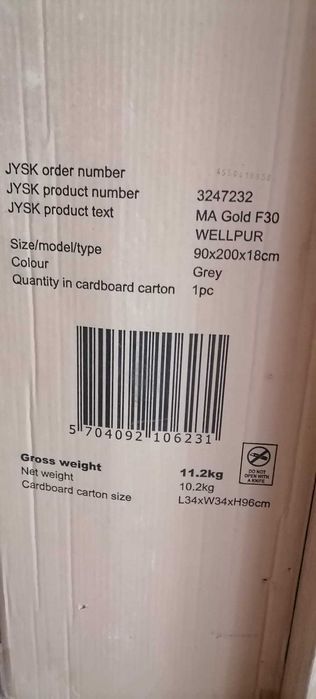 JYSK order number
JYSK product number 3247232
JYSK product text MA Gold F30
WELLPUR
Size/model/type 90x200x18cm
Colour Grey
Quantity in cardboard carton 1pc
5 704092 106231
Gross weight 11.2kg
Net weight 10.2kg
Cardboard carton size L34xW34xH96cm
DO NOT
OPEN WITH
A KNIFE